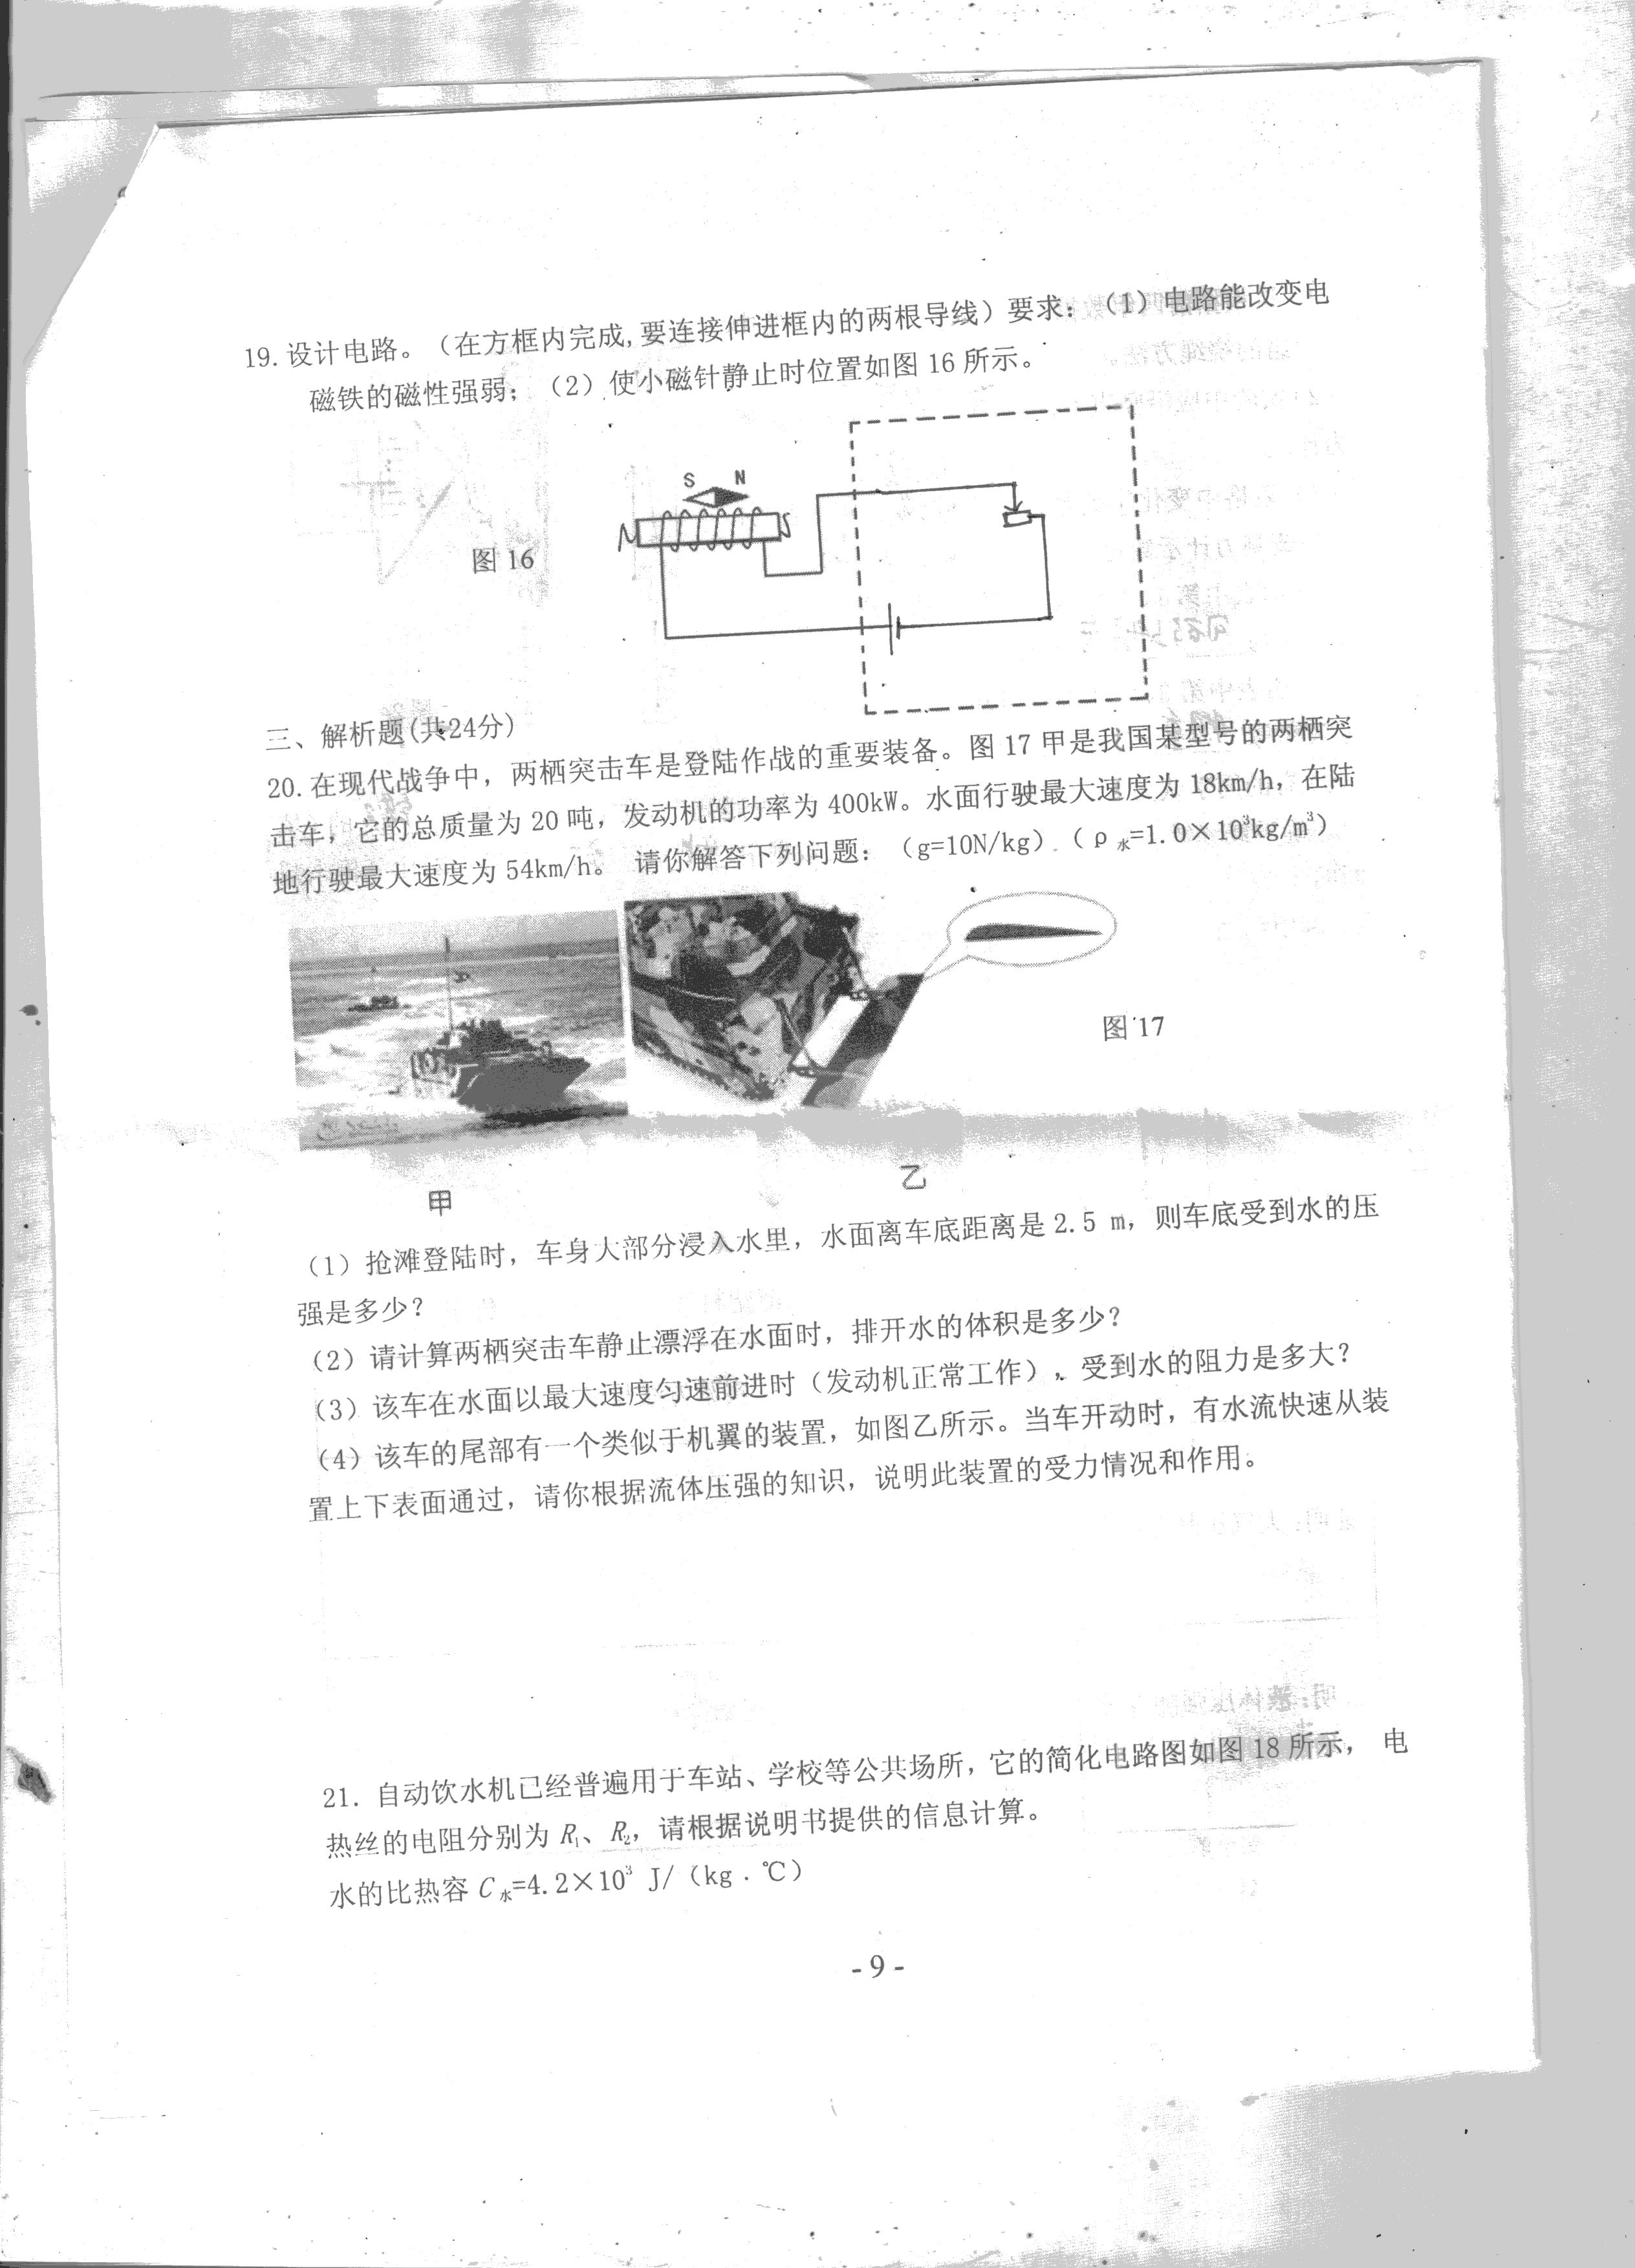 19.设计电路。（在方框内完成,要连接伸进框内的两根导线）要求：（1）电路能改变电
磁铁的磁性强弱；（2）使小磁针静止时位置如图 16 所示。
S N
N S
图 16
三、解析题(共24分)
20.在现代战争中，两栖突击车是登陆作战的重要装备。图 17 甲是我国某型号的两栖突
击车，它的总质量为 20 吨，发动机的功率为 400kW。水面行驶最大速度为 18km/h，在陆
地行驶最大速度为 54km/h。 请你解答下列问题：（g=10N/kg）（ρ水=1.0×10³kg/m³）
图 17
甲
乙
（1）抢滩登陆时，车身大部分浸入水里，水面离车底距离是 2.5 m，则车底受到水的压
强是多少？
（2）请计算两栖突击车静止漂浮在水面时，排开水的体积是多少？
（3）该车在水面以最大速度匀速前进时（发动机正常工作），受到水的阻力是多大？
（4）该车的尾部有一个类似于机翼的装置，如图乙所示。当车开动时，有水流快速从装
置上下表面通过，请你根据流体压强的知识，说明此装置的受力情况和作用。
21. 自动饮水机已经普遍用于车站、学校等公共场所，它的简化电路图如图 18 所示， 电
热丝的电阻分别为 R₁、R₂，请根据说明书提供的信息计算。
水的比热容 C水=4.2×10³ J/（kg．℃）
- 9 -